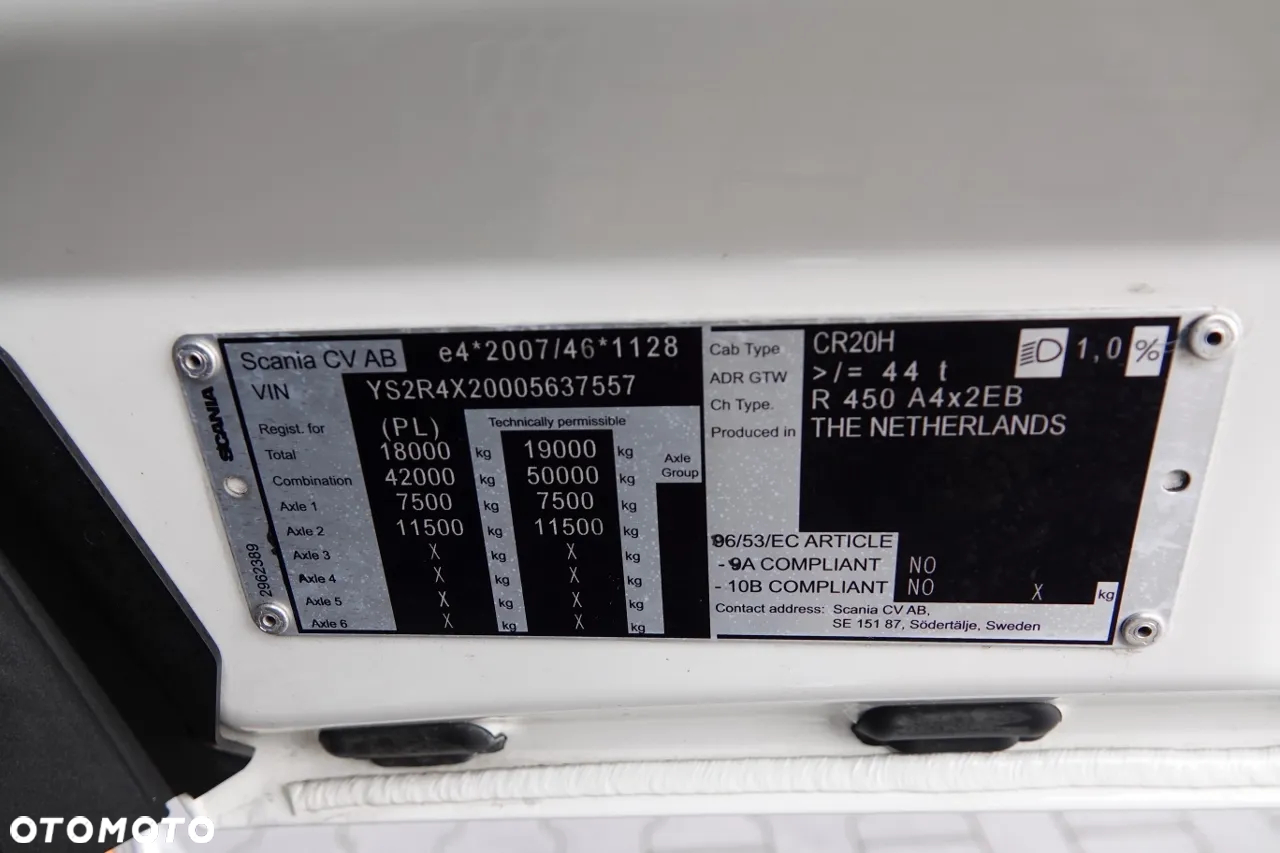 Scania CV AB e4*2007/46*1128
VIN YS2R4X20005637557
Regist. for (PL) Technically permissible
Total 18000 kg 19000 kg
Combination 42000 kg 50000 kg
Axle Group
Axle 1 7500 kg 7500 kg
Axle 2 11500 kg 11500 kg
Axle 3 X kg X kg
Axle 4 X kg X kg
Axle 5 X kg X kg
Axle 6 X kg X kg
SCANIA
2962389
Cab Type CR20H 1,0 %
ADR GTW >/= 44 t
Ch Type. R 450 A4x2EB
Produced in THE NETHERLANDS
96/53/EC ARTICLE
- 9A COMPLIANT NO
- 10B COMPLIANT NO X kg
Contact address: Scania CV AB,
SE 151 87, Södertälje, Sweden
OTOMOTO